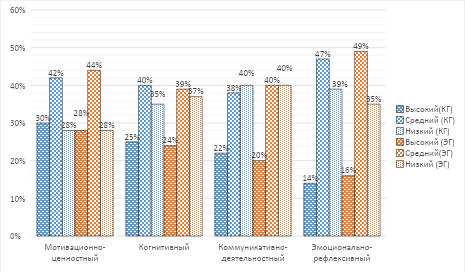 60%
50%
40%
30%
20%
10%
0%
30%
42%
28%
28%
44%
28%
25%
40%
35%
24%
39%
37%
22%
38%
40%
20%
40%
40%
14%
47%
39%
16%
49%
35%
Мотивационно-
ценностный
Когнитивный
Коммуникативно-
деятельностный
Эмоционально-
рефлексивный
Высокий(КГ)
Средний (КГ)
Низкий (КГ)
Высокий (ЭГ)
Средний(ЭГ)
Низкий (ЭГ)